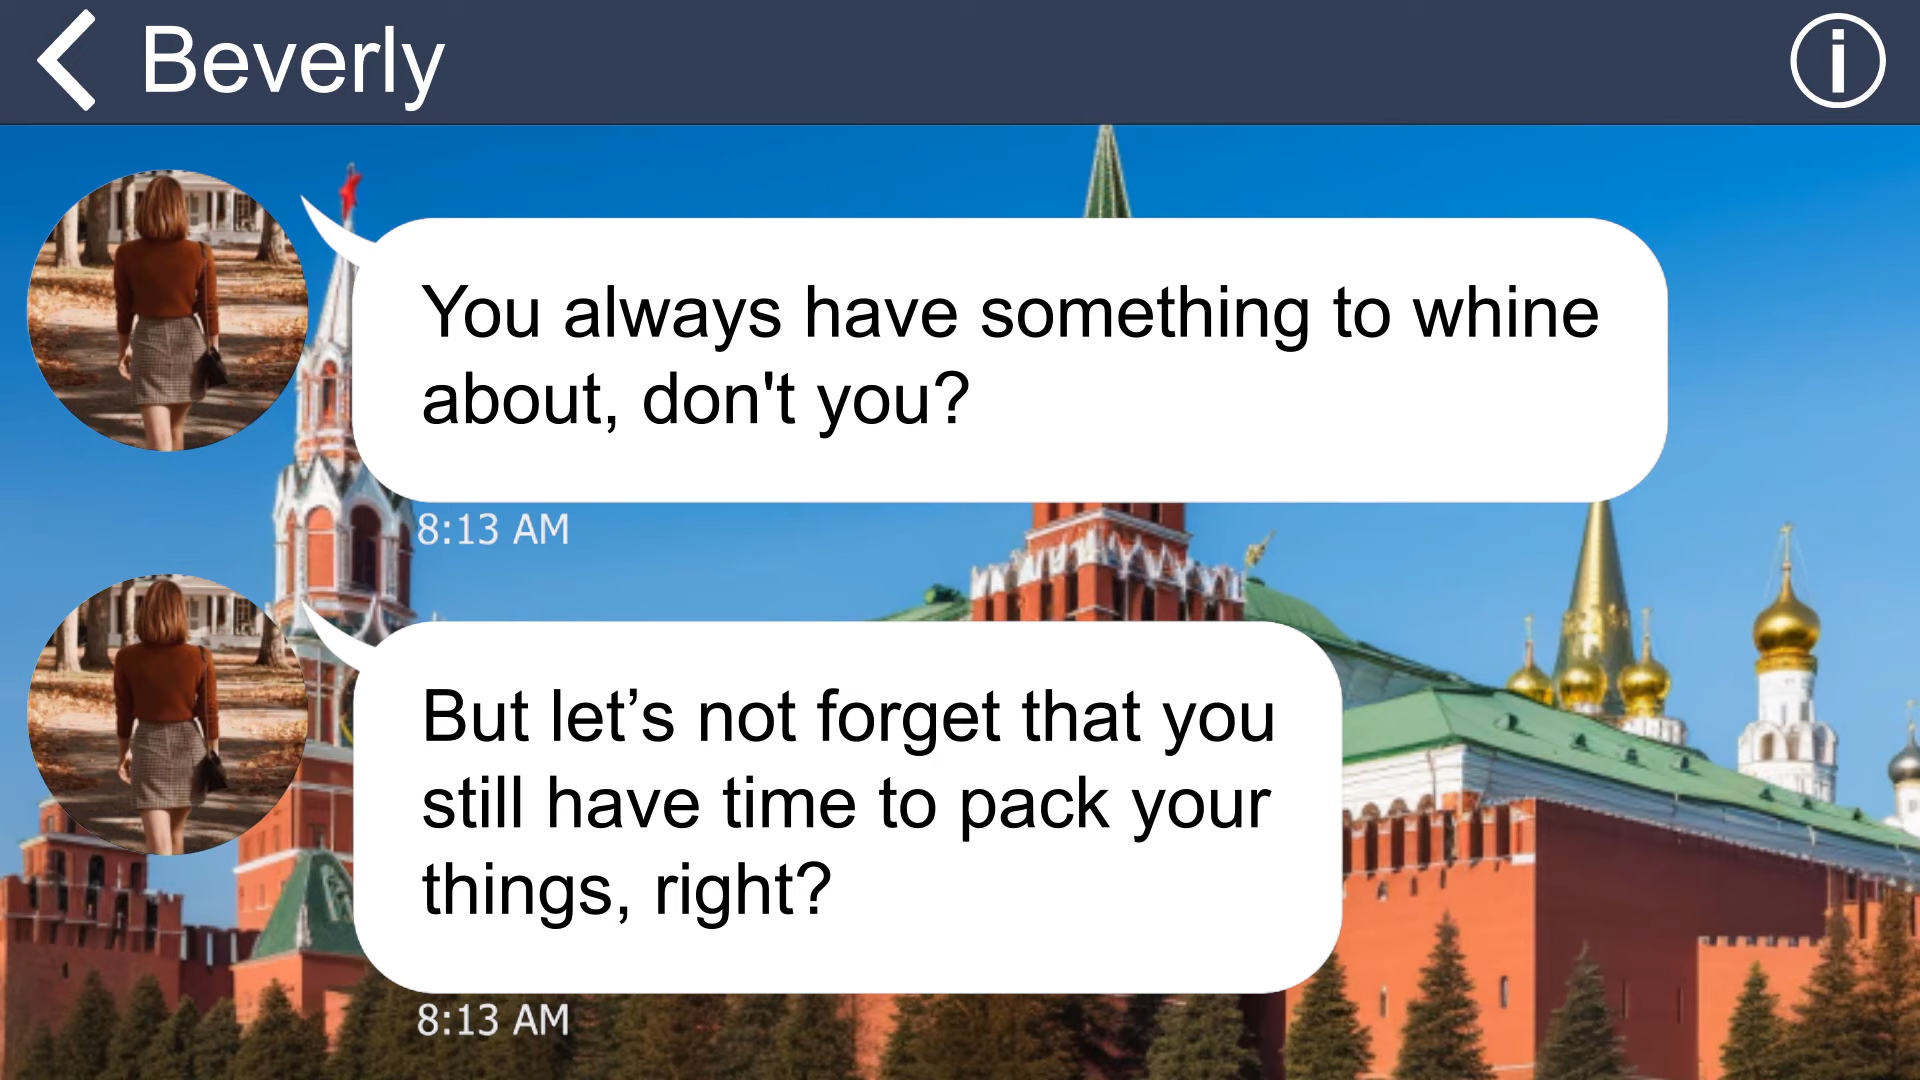 Beverly
You always have something to whine
about, don't you?
8:13 AM
But let’s not forget that you
still have time to pack your
things, right?
8:13 AM